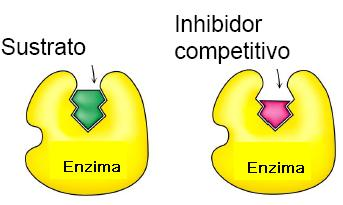 Sustrato
Enzima
Inhibidor
competitivo
Enzima